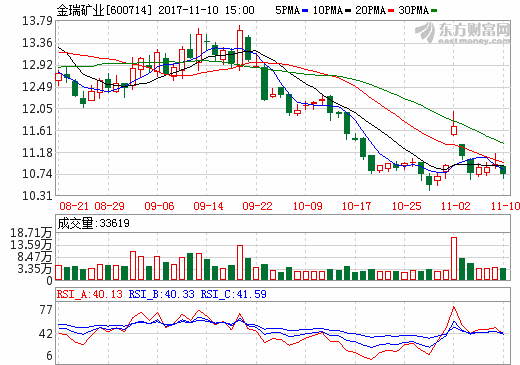 金瑞矿业[600714] 2017-11-10 15:00 5PMA 10PMA 20PMA 30PMA
东方财富网
eastmoney.com
13.79
13.36
12.92
12.49
12.05
11.61
11.18
10.74
10.31
08-21 08-29 09-06 09-14 09-22 10-09 10-17 10-25 11-02 11-10
成交量:33619
18.71万
13.59万
8.47万
3.35万
0
RSI_A:40.13 RSI_B:40.33 RSI_C:41.59
77
42
6